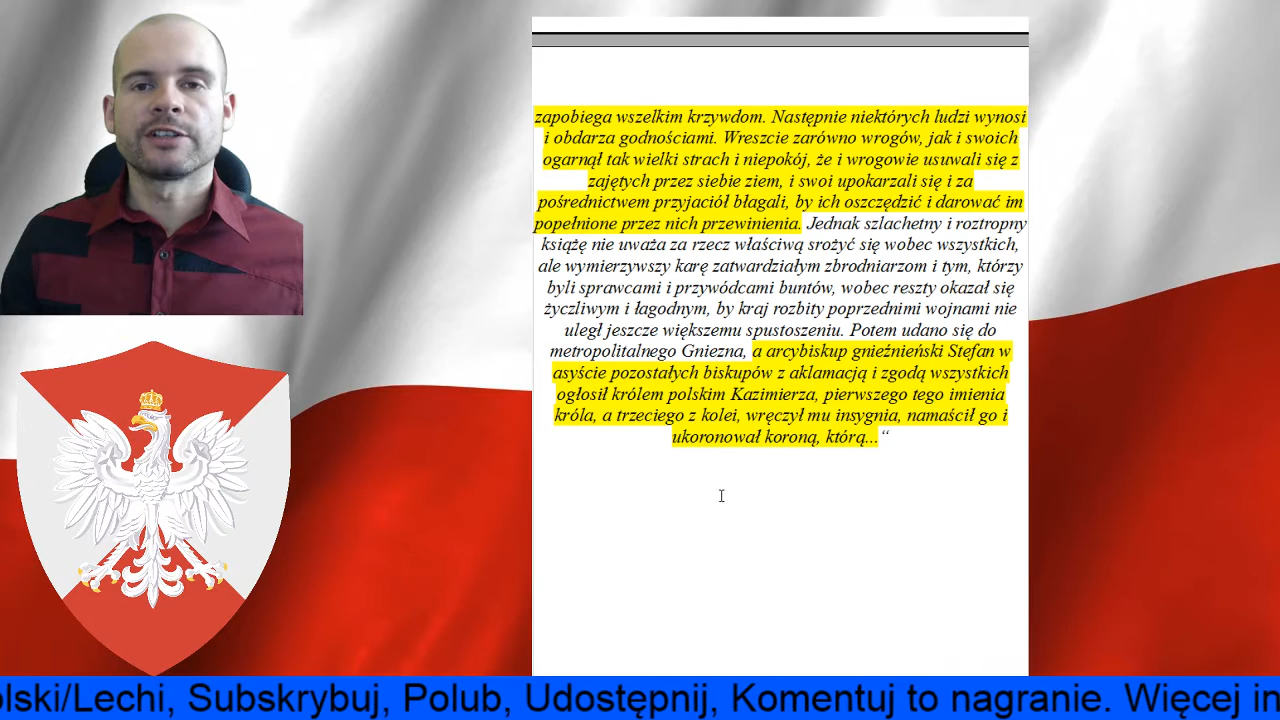 zapobiega wszelkim krzywdom. Następnie niektórych ludzi wynosi
i obdarza godnościami. Wreszcie zarówno wrogów, jak i swoich
ogarnął tak wielki strach i niepokój, że i wrogowie usuwali się z
zajętych przez siebie ziem, i swoi upokarzali się i za
pośrednictwem przyjaciół błagali, by ich oszczędzić i darować im
popełnione przez nich przewinienia. Jednak szlachetny i roztropny
książę nie uważa za rzecz właściwą srożyć się wobec wszystkich,
ale wymierzywszy karę zatwardziałym zbrodniarzom i tym, którzy
byli sprawcami i przywódcami buntów, wobec reszty okazał się
życzliwym i łagodnym, by kraj rozbity poprzednimi wojnami nie
uległ jeszcze większemu spustoszeniu. Potem udano się do
metropolitalnego Gniezna, a arcybiskup gnieźnieński Stefan w
asyście pozostałych biskupów z aklamacją i zgodą wszystkich
ogłosił królem polskim Kazimierza, pierwszego tego imienia
króla, a trzeciego z kolei, wręczył mu insygnia, namaścił go i
ukoronował koroną, którą...“
olski/Lechi, Subskrybuj, Polub, Udostępnij, Komentuj to nagranie. Więcej in